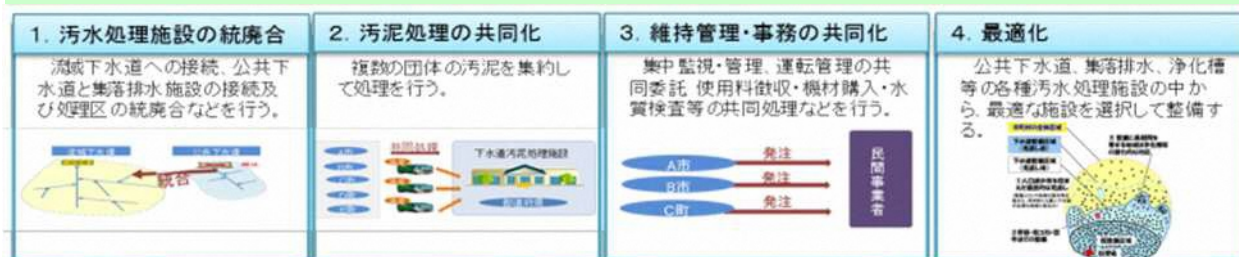 1. 汚水処理施設の統廃合
流域下水道への接続、公共下
水道と集落排水施設の接続及
び処理区の統廃合などを行う。
流域下水道
公共下水道
統合
2. 汚泥処理の共同化
複数の団体の汚泥を集約し
て処理を行う。
共同処理
下水道汚泥処理施設
3. 維持管理・事務の共同化
集中監視・管理、運転管理の共
同委託 使用料徴収・機材購入・水
質検査等の共同処理などを行う。
A市
発注
B市
発注
C町
発注
民間事業者
4. 最適化
公共下水道、集落排水、浄化槽
等の各種汚水処理施設の中か
ら、最適な施設を選択して整備す
る。